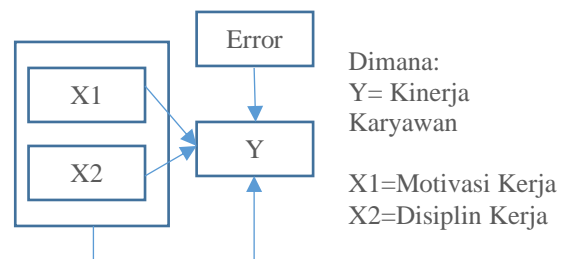 Error
X1
X2
Y
Dimana:
Y= Kinerja
Karyawan
X1=Motivasi Kerja
X2=Disiplin Kerja